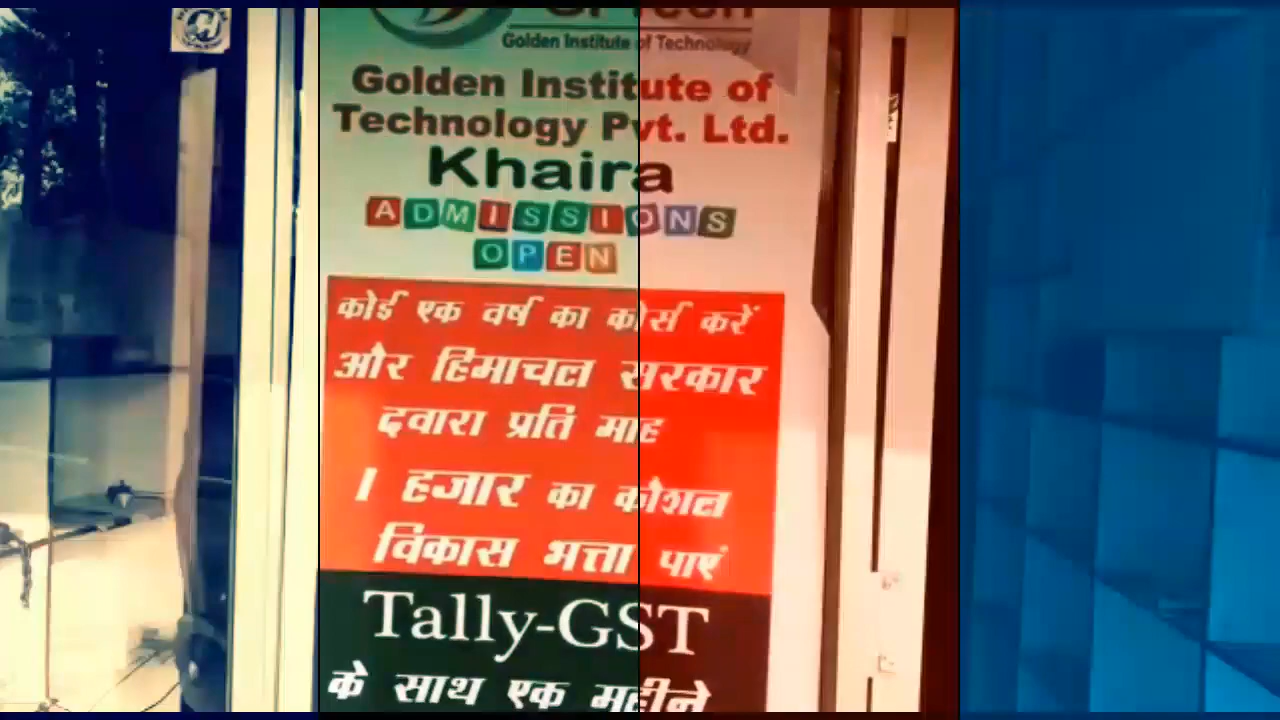 Golden Institute of Technology
Golden Institute of
Technology Pvt. Ltd.
Khaira
ADMISSIONS
OPEN
कोई एक वर्ष का कोर्स करें
और हिमाचल सरकार
दवारा प्रति माह
1 हजार का कौशल
विकास भत्ता पाएं
Tally-GST
के साथ एक महीने